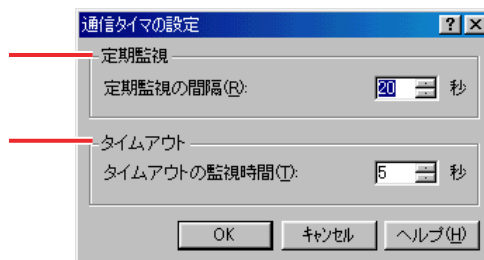 通信タイマの設定
定期監視
定期監視の間隔(R): 20 秒
タイムアウト
タイムアウトの監視時間(T): 5 秒
OK キャンセル ヘルプ(H)